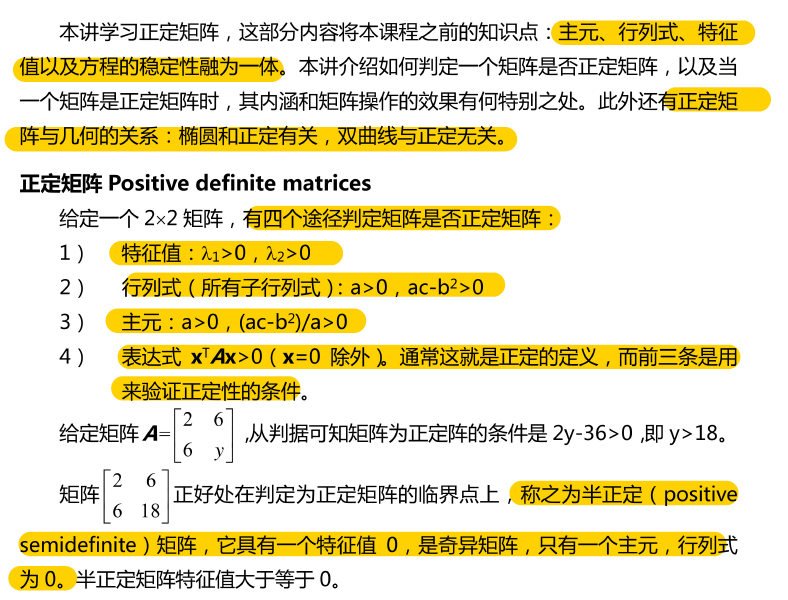 本讲学习正定矩阵，这部分内容将本课程之前的知识点：主元、行列式、特征
值以及方程的稳定性融为一体。本讲介绍如何判定一个矩阵是否正定矩阵，以及当
一个矩阵是正定矩阵时，其内涵和矩阵操作的效果有何特别之处。此外还有正定矩
阵与几何的关系：椭圆和正定有关，双曲线与正定无关。
正定矩阵 Positive definite matrices
给定一个 2×2 矩阵，有四个途径判定矩阵是否正定矩阵：
1） 特征值：λ₁>0，λ₂>0
2） 行列式（所有子行列式）：a>0，ac-b²>0
3） 主元：a>0，(ac-b²)/a>0
4） 表达式 xᵀAx>0（x=0 除外）。通常这就是正定的定义，而前三条是用
来验证正定性的条件。
给定矩阵 A=[2 6; 6 y]，从判据可知矩阵为正定阵的条件是 2y-36>0，即 y>18。
矩阵[2 6; 6 18]正好处在判定为正定矩阵的临界点上，称之为半正定（positive
semidefinite）矩阵，它具有一个特征值 0，是奇异矩阵，只有一个主元，行列式
为 0。半正定矩阵特征值大于等于 0。